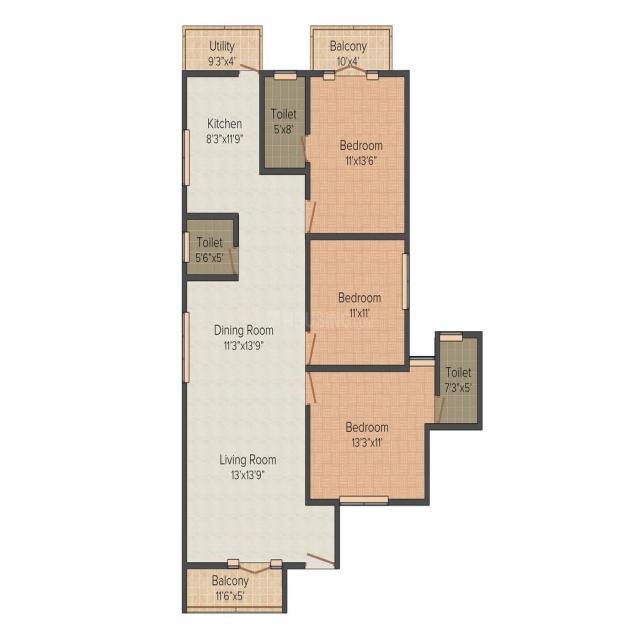 Utility
9'3"x4'
Balcony
10'x4'
Kitchen
8'3"x11'9"
Toilet
5'x8'
Bedroom
11'x13'6"
Toilet
5'6"x5'
Bedroom
11'x11'
Dining Room
11'3"x13'9"
Toilet
7'3"x5'
Bedroom
13'3"x11'
Living Room
13'x13'9"
Balcony
11'6"x5'